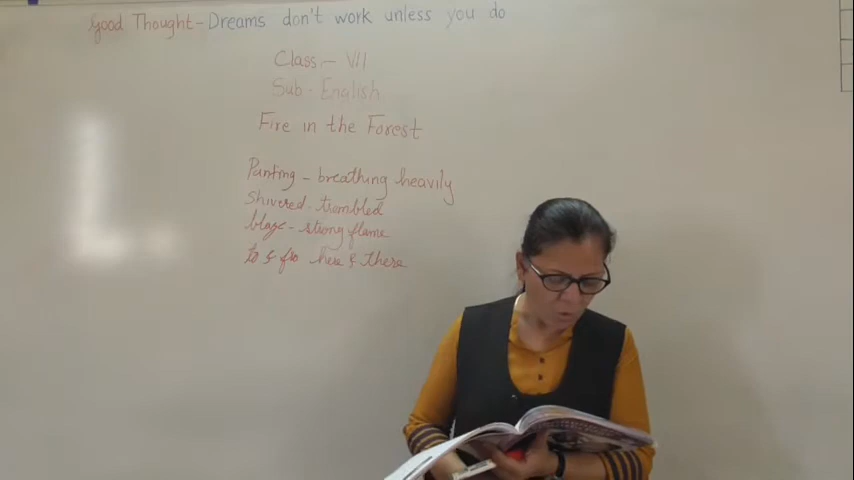 Good Thought - Dreams don't work unless you do
Class :- VII
Sub - English
Fire in the Forest
Panting - breathing heavily
Shivered - trembled
blaze - strong flame
to & fro here & there